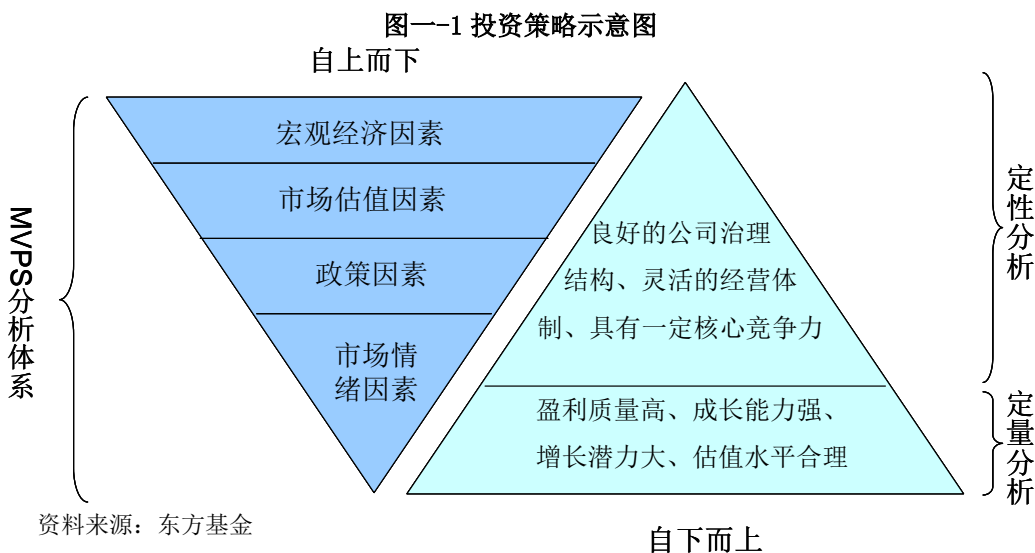 图一-1 投资策略示意图
自上而下
MVPS分析体系
宏观经济因素
市场估值因素
政策因素
市场情
绪因素
良好的公司治理
结构、灵活的经营体
制、具有一定核心竞争力
盈利质量高、成长能力强、
增长潜力大、估值水平合理
定性分析
定量分析
资料来源：东方基金
自下而上